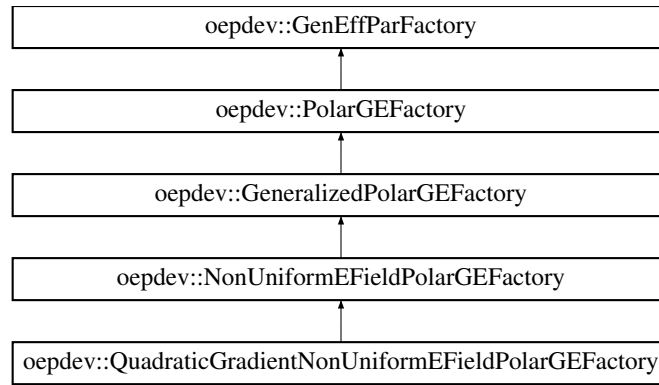 oepdev::GenEffParFactory
oepdev::PolarGEFactory
oepdev::GeneralizedPolarGEFactory
oepdev::NonUniformEFieldPolarGEFactory
oepdev::QuadraticGradientNonUniformEFieldPolarGEFactory